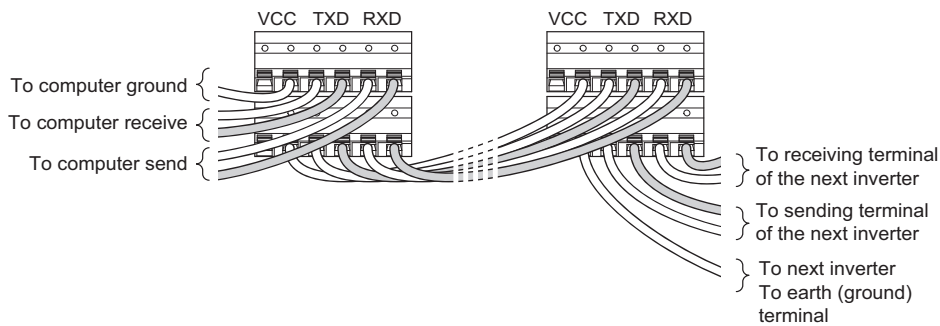 VCC TXD RXD
VCC TXD RXD
To computer ground
To computer receive
To computer send
To receiving terminal
of the next inverter
To sending terminal
of the next inverter
To next inverter
To earth (ground)
terminal